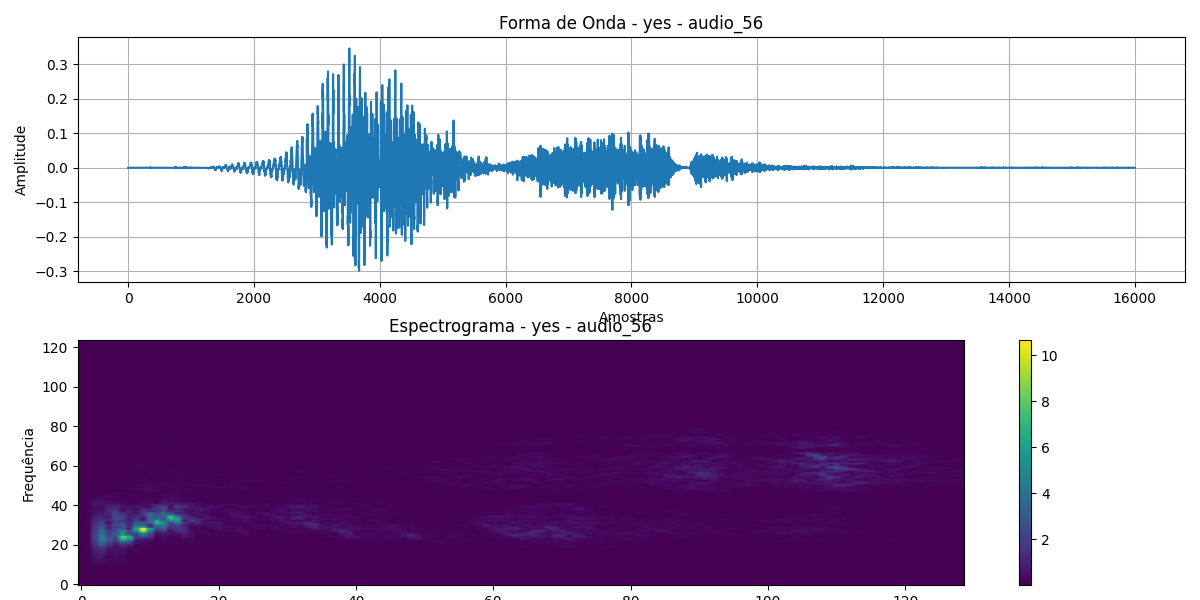 Forma de Onda - yes - audio_56
Amplitude
0.3
0.2
0.1
0.0
−0.1
−0.2
−0.3
0 2000 4000 6000 8000 10000 12000 14000 16000
Amostras
Espectrograma - yes - audio_56
Frequência
120
100
80
60
40
20
0
0 20 40 60 80 100 120
10
8
6
4
2